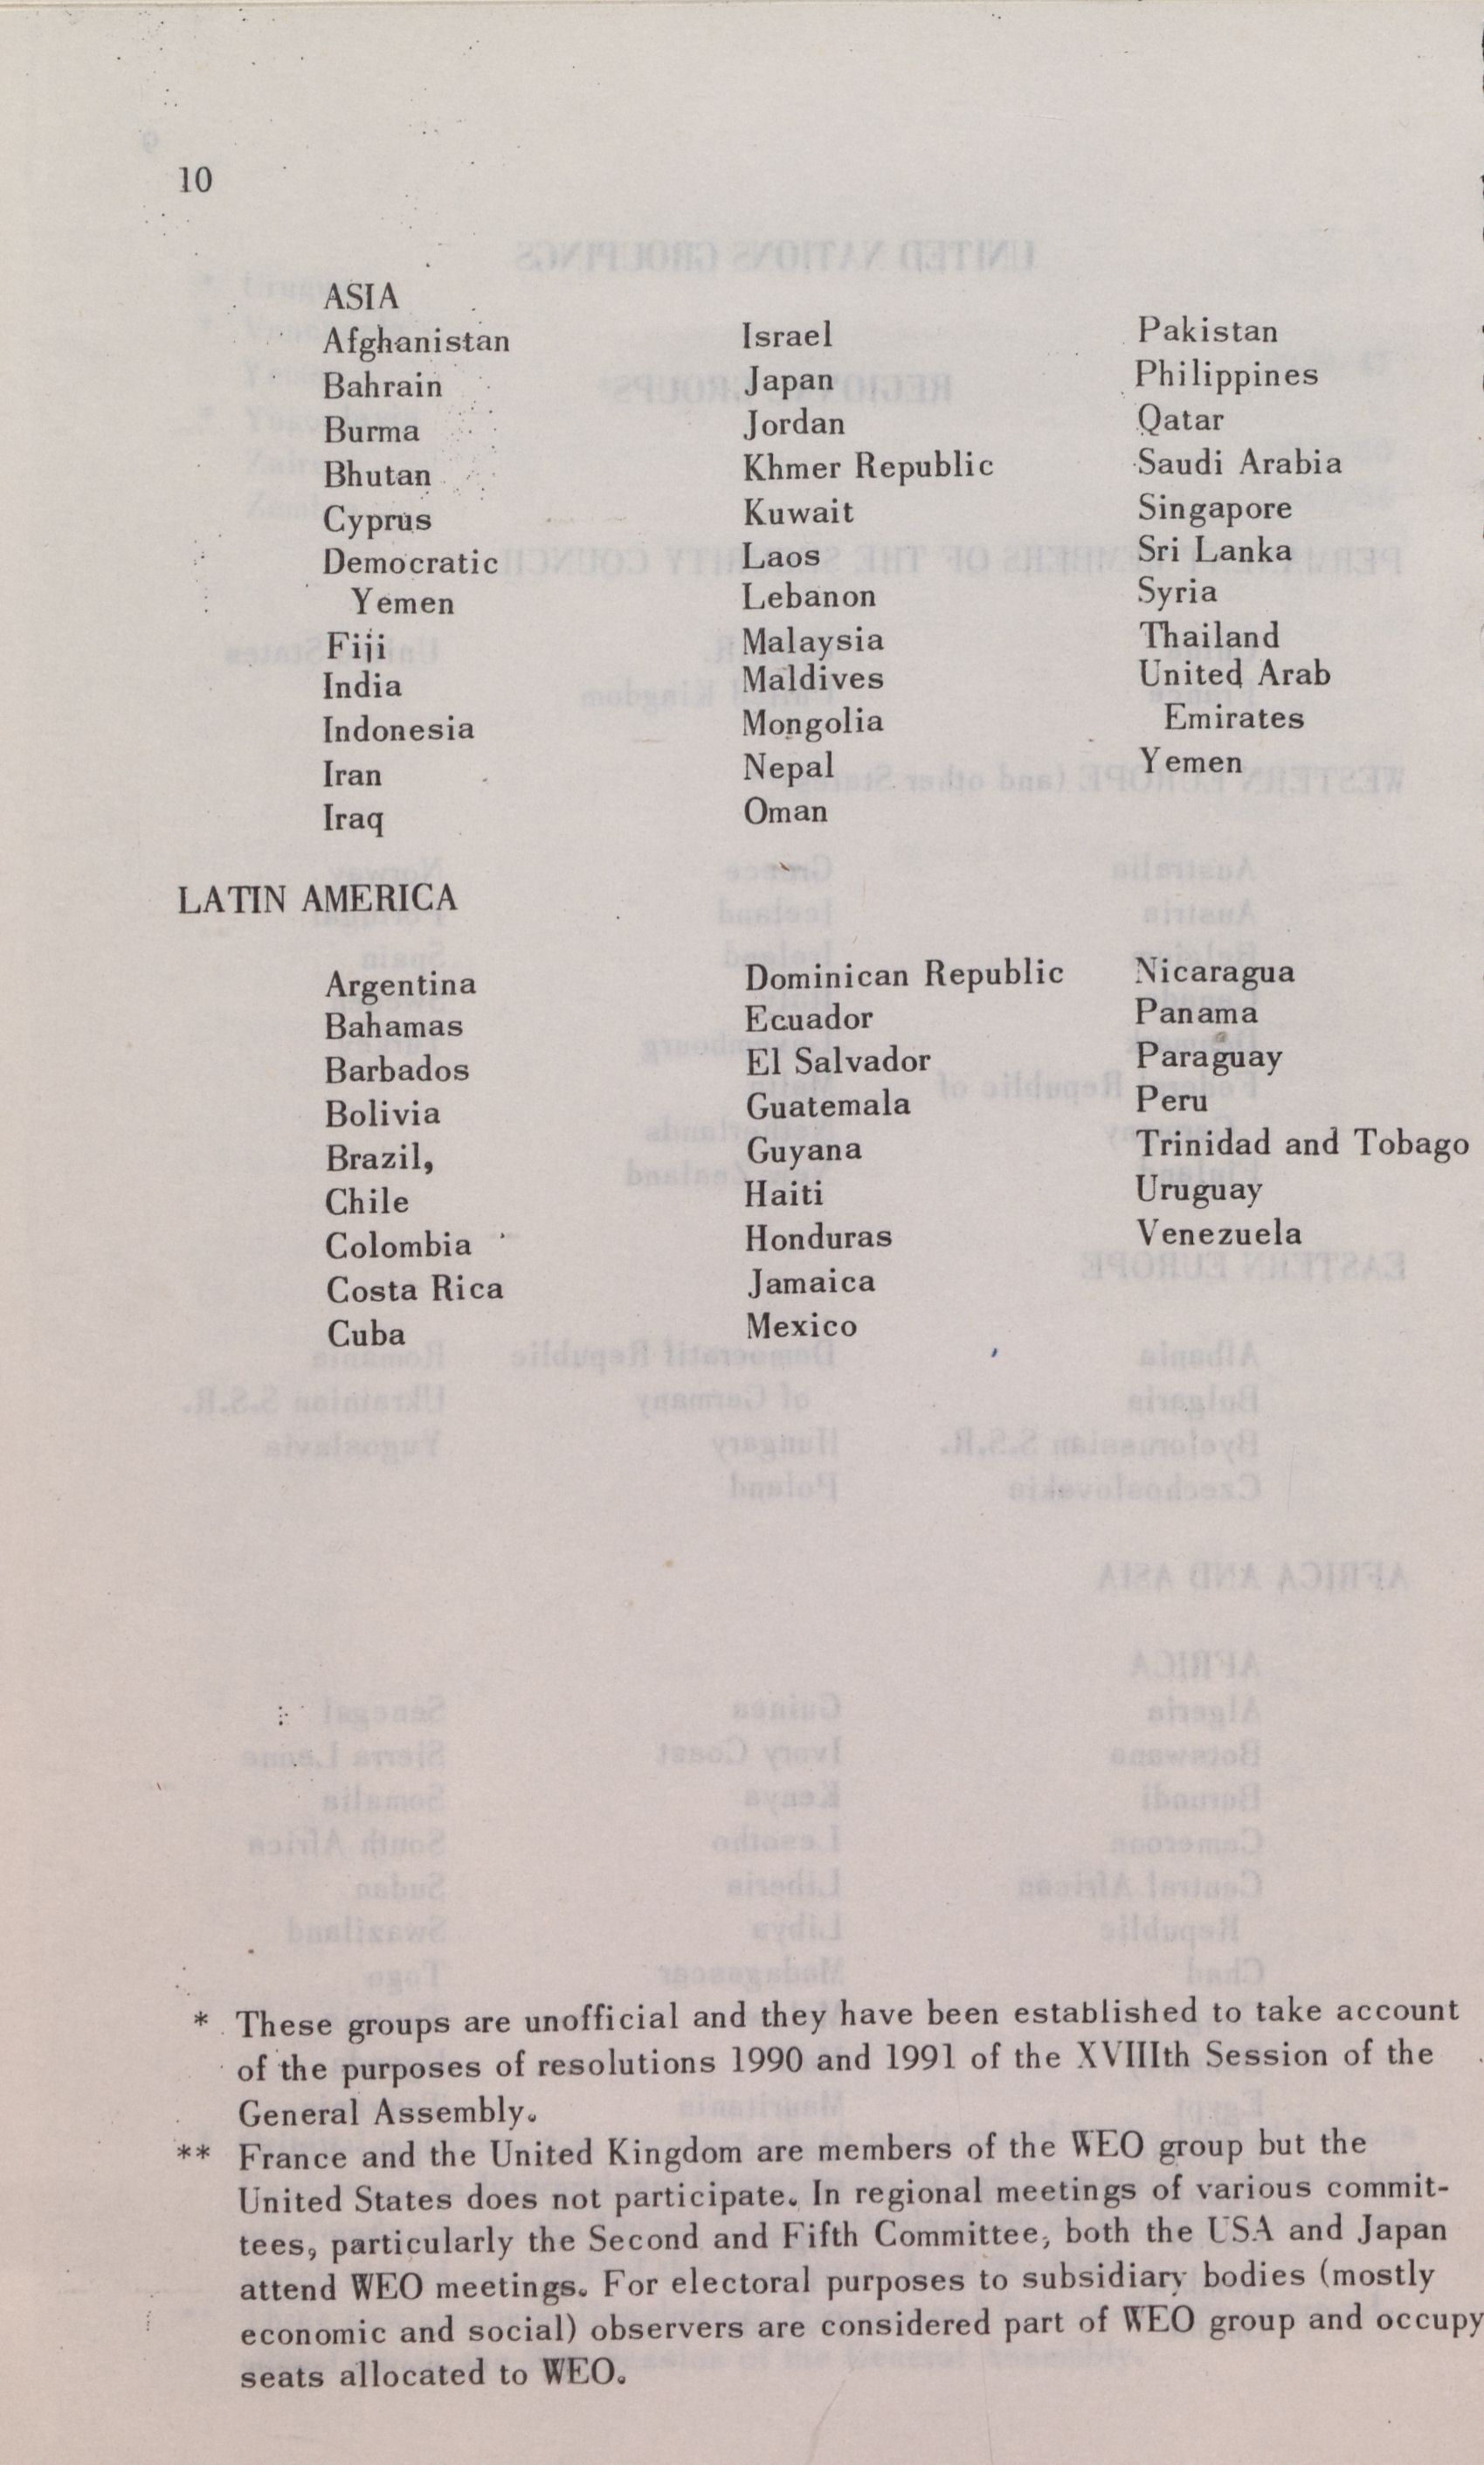 10
ASIA
Afghanistan
Bahrain
Burma
Bhutan
Cyprus
Democratic
Yemen
Fiji
India
Indonesia
Iran
Iraq
Israel
Japan
Jordan
Khmer Republic
Kuwait
Laos
Lebanon
Malaysia
Maldives
Mongolia
Nepal
Oman
Pakistan
Philippines
Qatar
Saudi Arabia
Singapore
Sri Lanka
Syria
Thailand
United Arab
Emirates
Yemen
LATIN AMERICA
Argentina
Bahamas
Barbados
Bolivia
Brazil,
Chile
Colombia
Costa Rica
Cuba
Dominican Republic
Ecuador
El Salvador
Guatemala
Guyana
Haiti
Honduras
Jamaica
Mexico
Nicaragua
Panama
Paraguay
Peru
Trinidad and Tobago
Uruguay
Venezuela
* These groups are unofficial and they have been established to take account
of the purposes of resolutions 1990 and 1991 of the XVIIIth Session of the
General Assembly.
** France and the United Kingdom are members of the WEO group but the
United States does not participate. In regional meetings of various commit-
tees, particularly the Second and Fifth Committee, both the USA and Japan
attend WEO meetings. For electoral purposes to subsidiary bodies (mostly
economic and social) observers are considered part of WEO group and occupy
seats allocated to WEO.